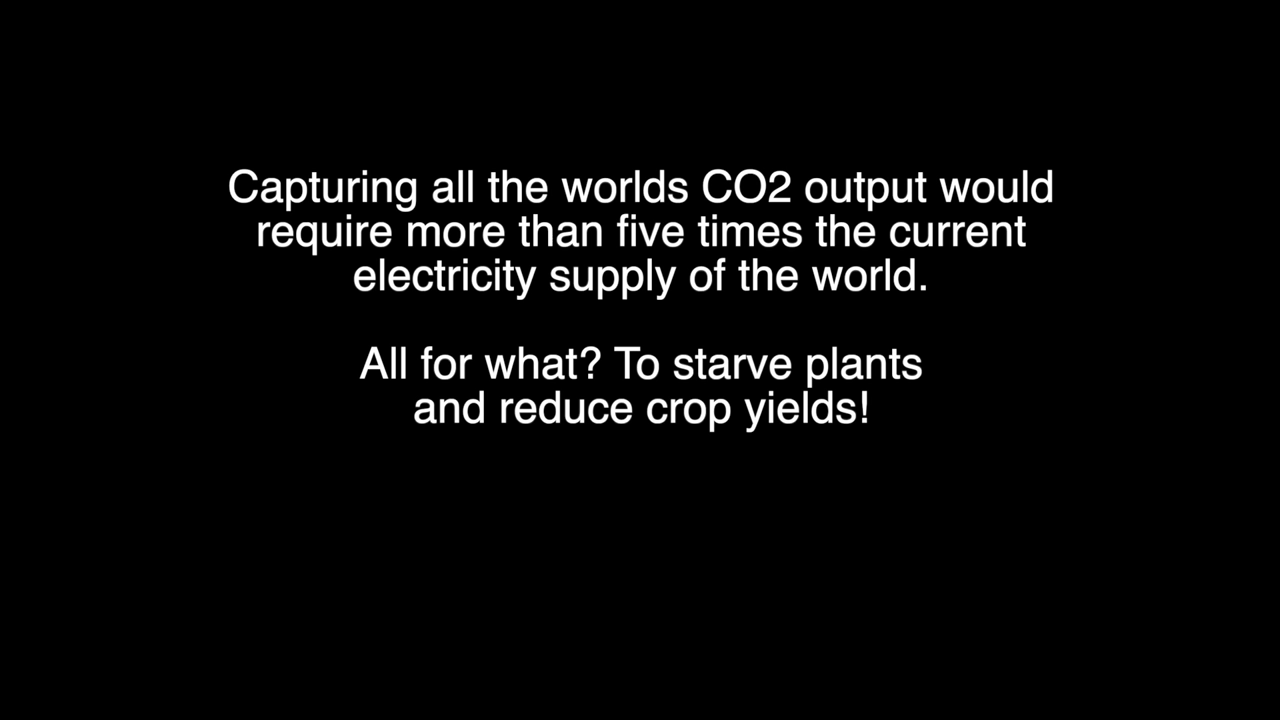 Capturing all the worlds CO2 output would
require more than five times the current
electricity supply of the world.
All for what? To starve plants
and reduce crop yields!